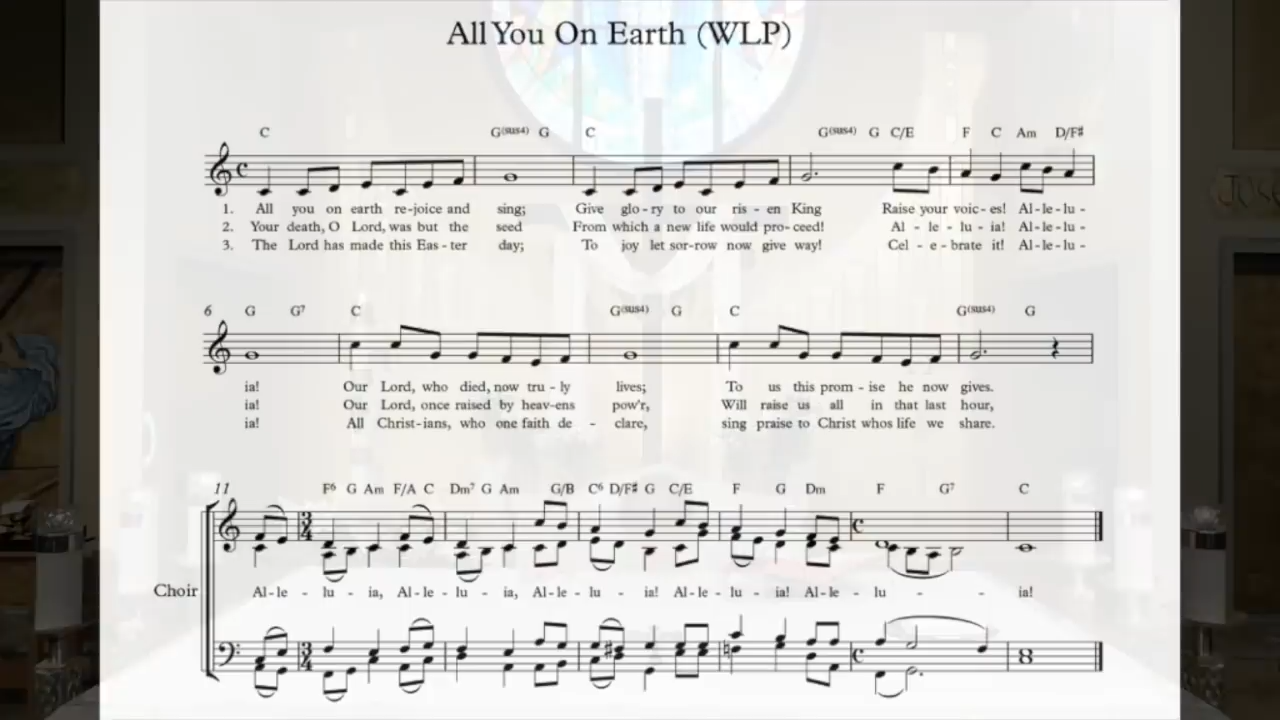 All You On Earth (WLP)
C G(sus4) G C G(sus4) G C/E F C Am D/F♯
1. All you on earth re-joice and sing; Give glo-ry to our ris-en King Raise your voic-es! Al-le-lu-
2. Your death, O Lord, was but the seed From which a new life would pro-ceed! Al-le-lu-ia! Al-le-lu-
3. The Lord has made this Eas-ter day; To joy let sor-row now give way! Cel-e-brate it! Al-le-lu-
6 G G7 C G(sus4) G C G(sus4) G
ia! Our Lord, who died, now tru-ly lives; To us this prom-ise he now gives.
ia! Our Lord, once raised by heav-ens pow'r, Will raise us all in that last hour,
ia! All Christ-ians, who one faith de-clare, sing praise to Christ whos life we share.
11 F6 G Am F/A C Dm7 G Am G/B C6 D/F♯ G C/E F G Dm F G7 C
3/4
Choir Al-le-lu-ia, Al-le-lu-ia, Al-le-lu-ia! Al-le-lu-ia! Al-le-lu-ia!
3/4